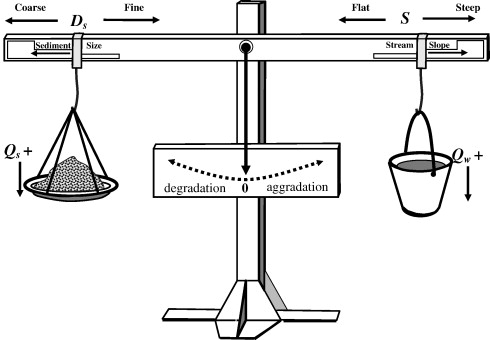 Coarse Dₛ Fine
Flat S Steep
Sediment Size
Stream Slope
Qₛ +
Q𝓌 +
degradation 0 aggradation